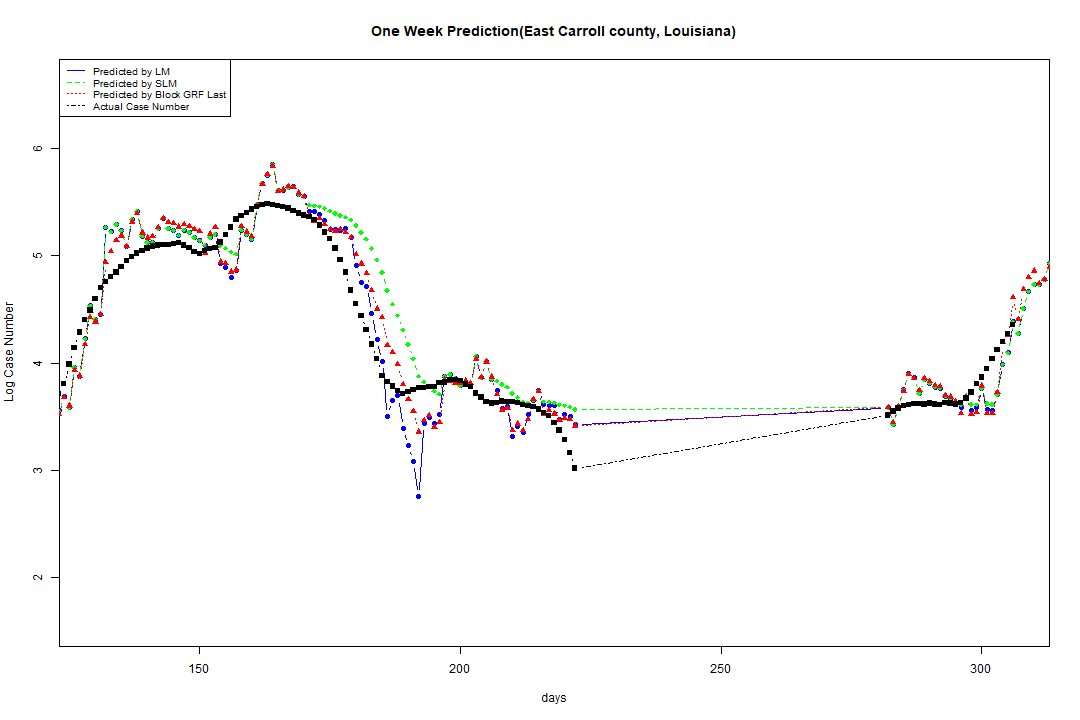 One Week Prediction(East Carroll county, Louisiana)
Predicted by LM
Predicted by SLM
Predicted by Block GRF Last
Actual Case Number
6
5
4
3
2
Log Case Number
150
200
250
300
days